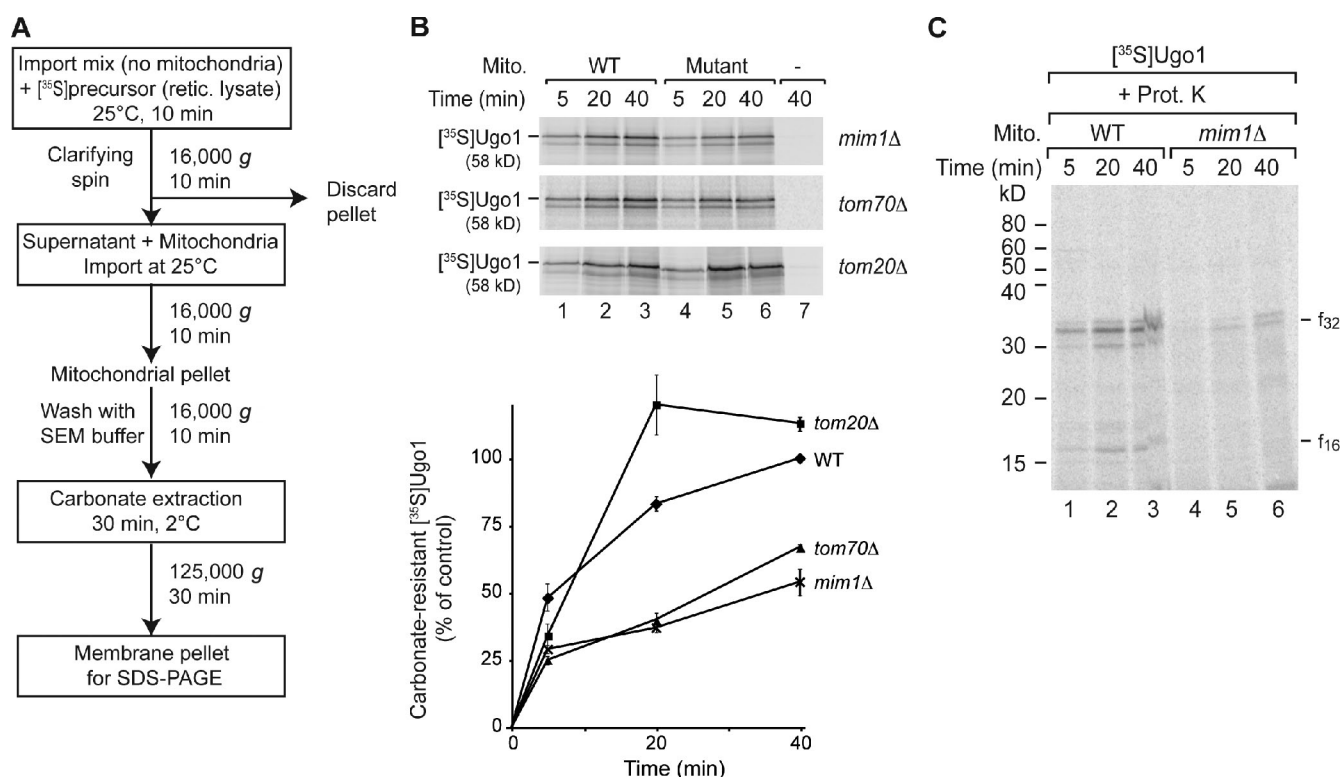 A
Import mix (no mitochondria)
+ [³⁵S]precursor (retic. lysate)
25°C, 10 min
Clarifying
spin
16,000 g
10 min
Discard
pellet
Supernatant + Mitochondria
Import at 25°C
16,000 g
10 min
Mitochondrial pellet
Wash with
SEM buffer
16,000 g
10 min
Carbonate extraction
30 min, 2°C
125,000 g
30 min
Membrane pellet
for SDS-PAGE
B
Mito. WT Mutant -
Time (min) 5 20 40 5 20 40 40
[³⁵S]Ugo1
(58 kD)
mim1Δ
[³⁵S]Ugo1
(58 kD)
tom70Δ
[³⁵S]Ugo1
(58 kD)
tom20Δ
1 2 3 4 5 6 7
Carbonate-resistant [³⁵S]Ugo1
(% of control)
100
75
50
25
0
tom20Δ
WT
tom70Δ
mim1Δ
0 20 40
Time (min)
C
[³⁵S]Ugo1
+ Prot. K
Mito. WT mim1Δ
Time (min) 5 20 40 5 20 40
kD
80
60
50
40
30
20
15
f₃₂
f₁₆
1 2 3 4 5 6